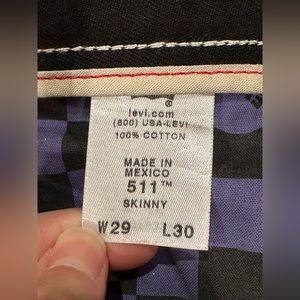 ®
levi.com
(800) USA-LEVI
100% COTTON
MADE IN
MEXICO
511™
SKINNY
W29 L30